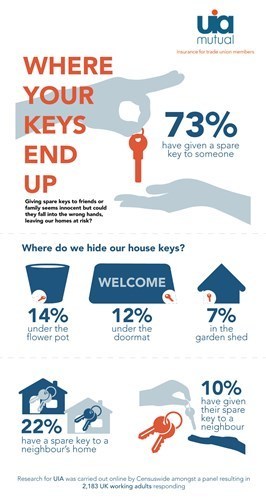 uia
mutual
insurance for trade union members
WHERE
YOUR
KEYS
END
UP
Giving spare keys to friends or
family seems innocent but could
they fall into the wrong hands,
leaving our homes at risk?
73%
have given a spare
key to someone
Where do we hide our house keys?
WELCOME
14%
under the
flower pot
12%
under the
doormat
7%
in the
garden shed
22%
have a spare key to a
neighbour's home
10%
have given
their spare
key to a
neighbour
Research for UIA was carried out online by Censuswide amongst a panel resulting in
2,183 UK working adults responding